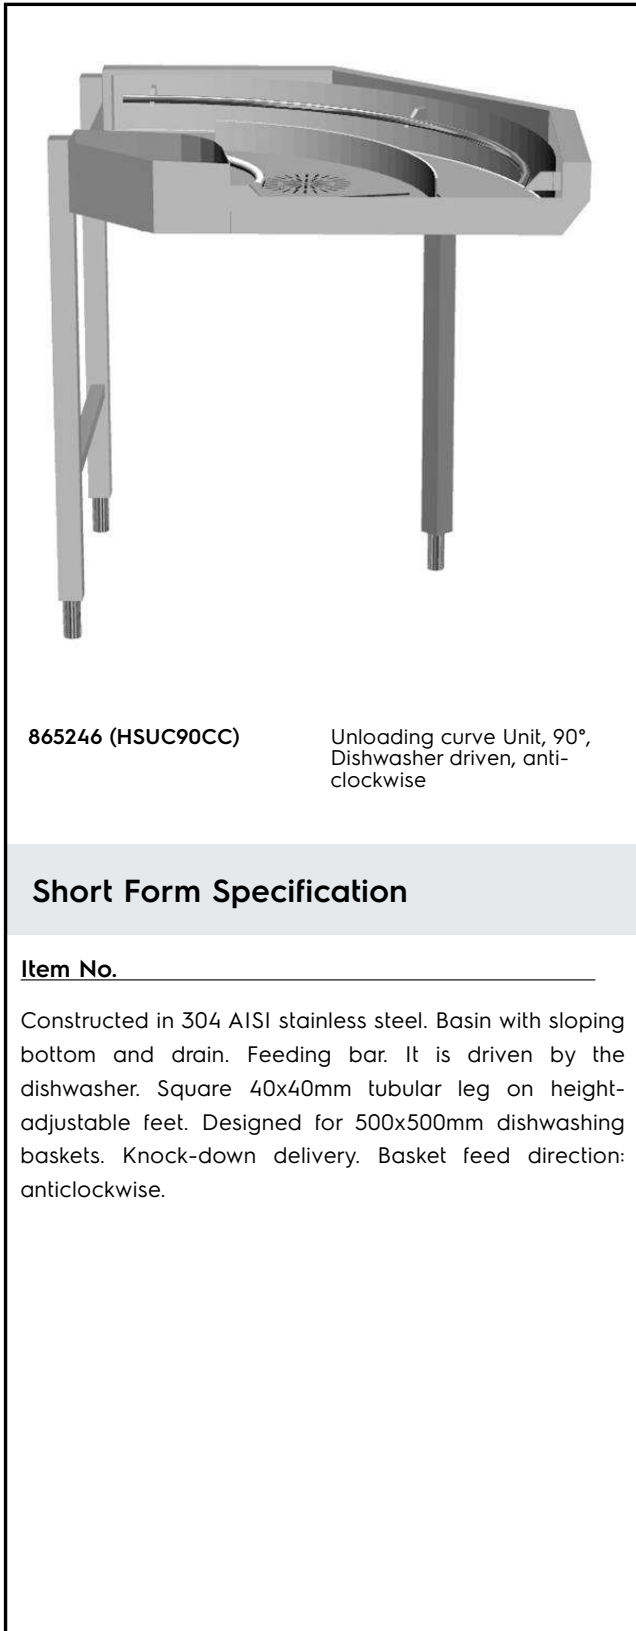 865246 (HSUC90CC)
Unloading curve Unit, 90°,
Dishwasher driven, anti-
clockwise
Short Form Specification
Item No.
Constructed in 304 AISI stainless steel. Basin with sloping
bottom and drain. Feeding bar. It is driven by the
dishwasher. Square 40x40mm tubular leg on height-
adjustable feet. Designed for 500x500mm dishwashing
baskets. Knock-down delivery. Basket feed direction:
anticlockwise.